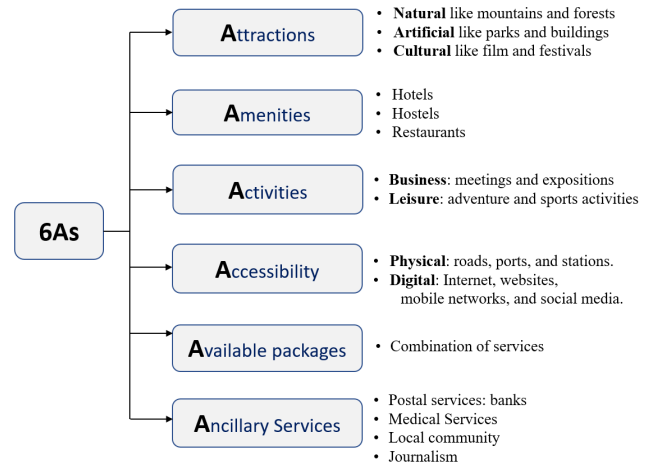 6As
Attractions
• Natural like mountains and forests
• Artificial like parks and buildings
• Cultural like film and festivals
Amenities
• Hotels
• Hostels
• Restaurants
Activities
• Business: meetings and expositions
• Leisure: adventure and sports activities
Accessibility
• Physical: roads, ports, and stations.
• Digital: Internet, websites,
mobile networks, and social media.
Available packages
• Combination of services
Ancillary Services
• Postal services: banks
• Medical Services
• Local community
• Journalism